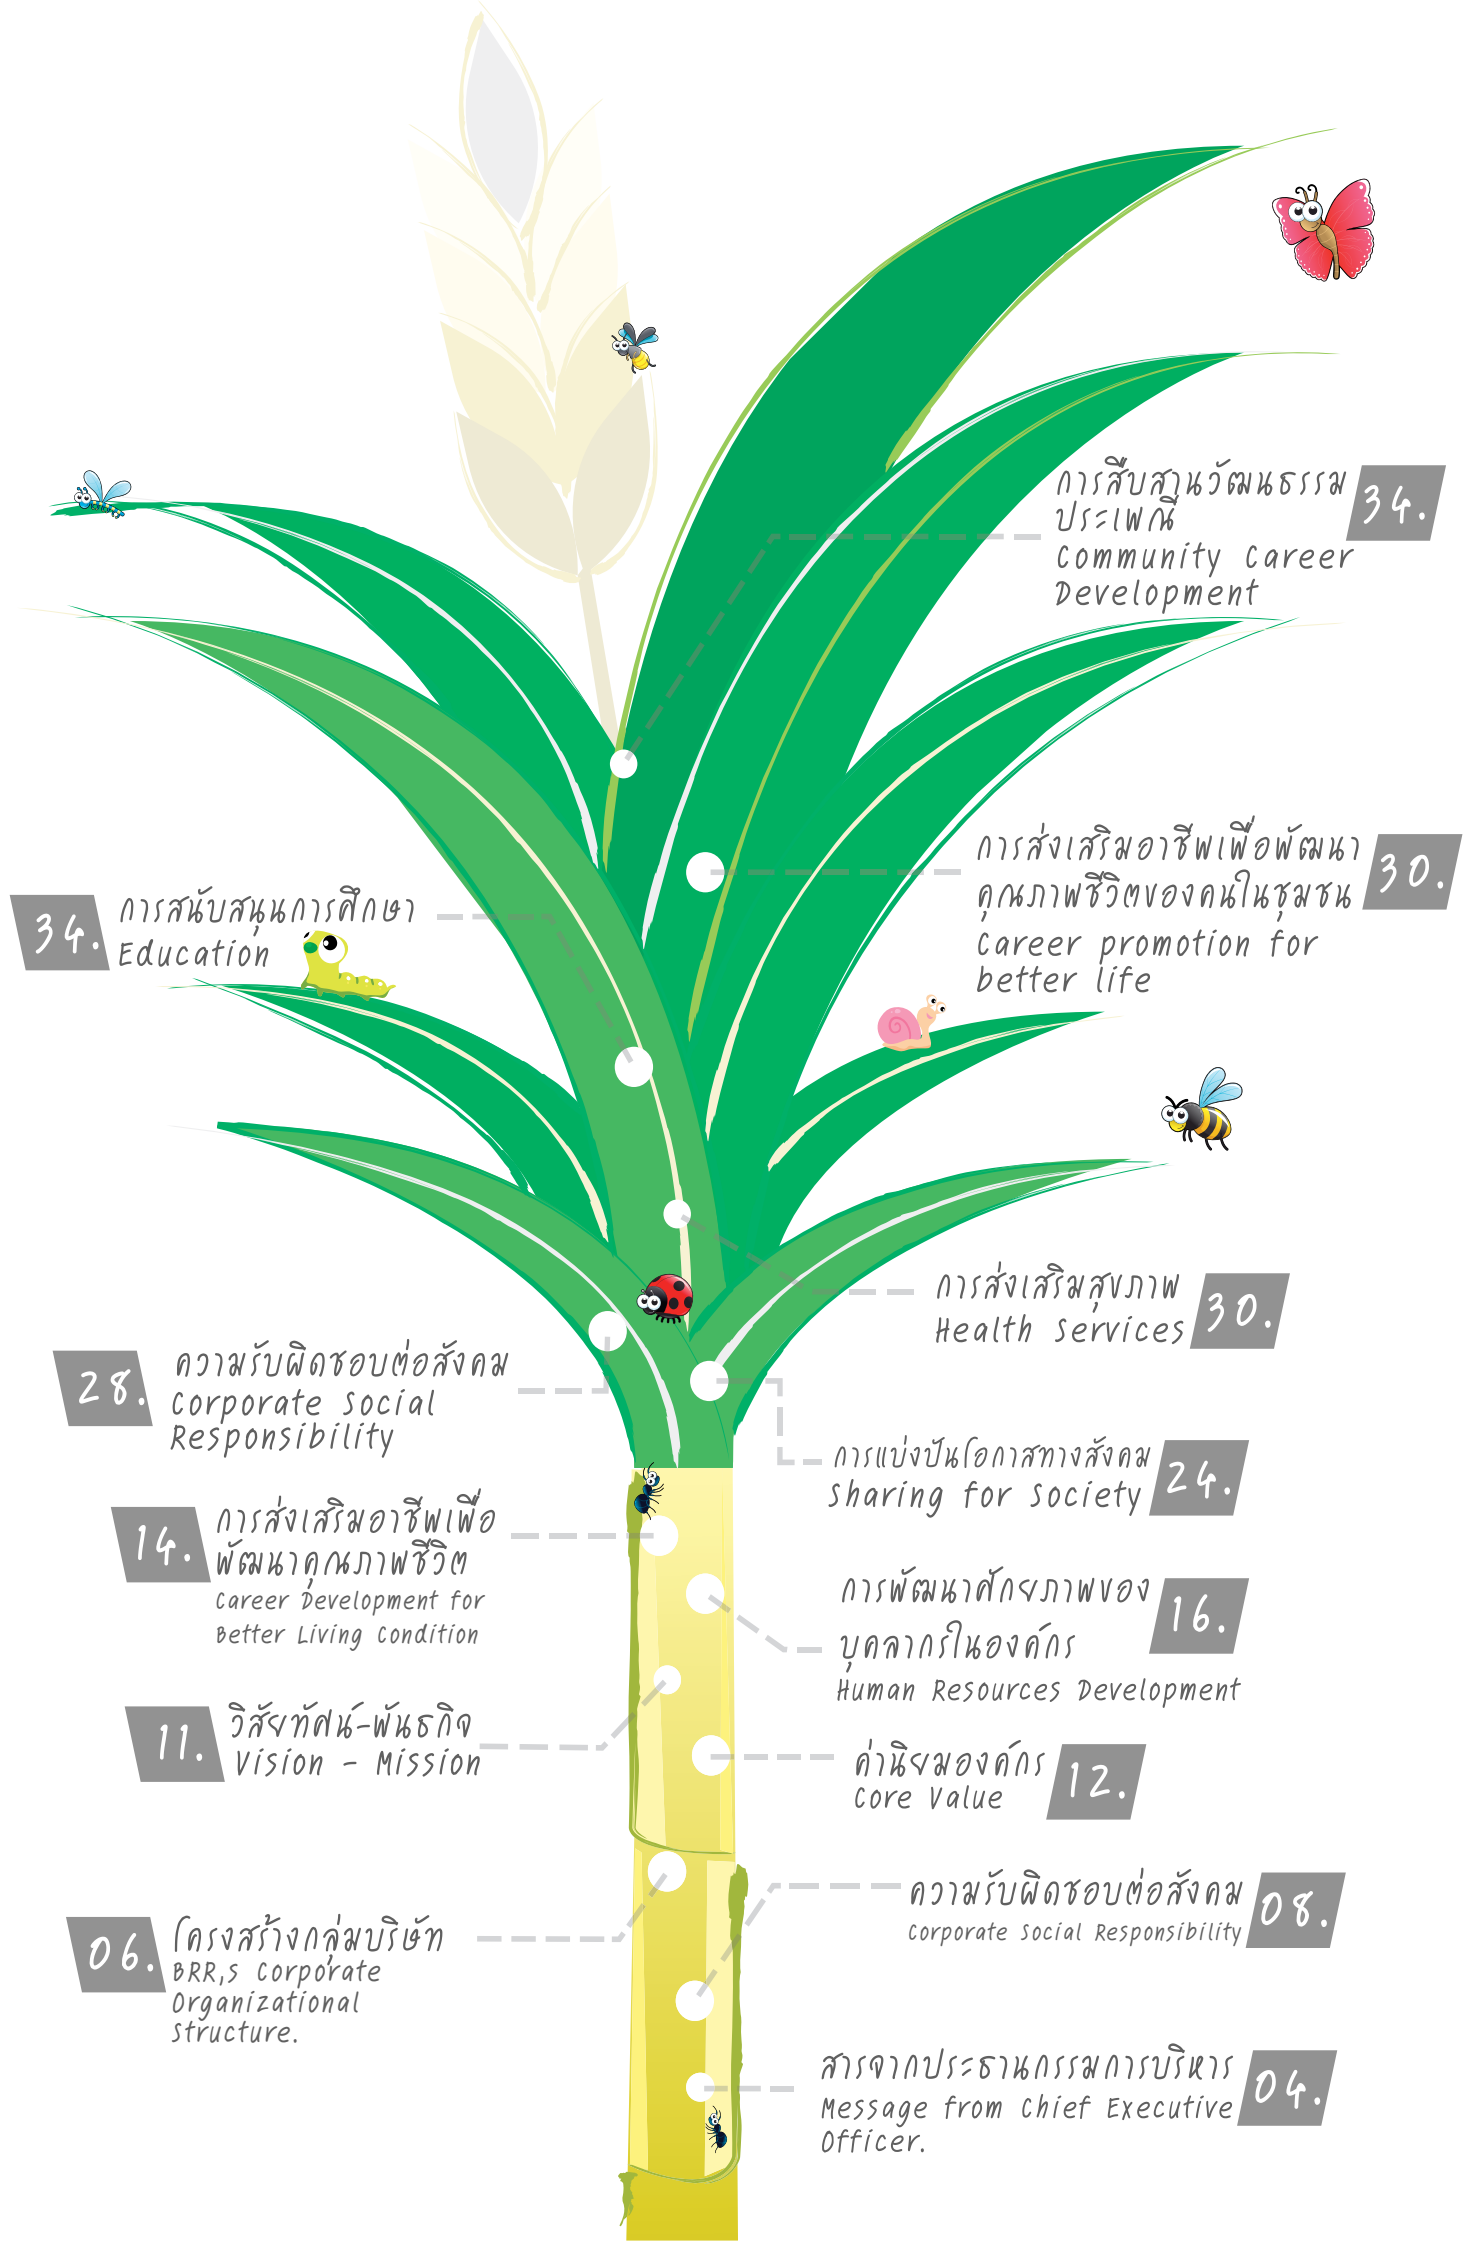 การสืบสานวัฒนธรรม
ประเพณี
Community Career
Development
34.
การส่งเสริมอาชีพเพื่อพัฒนา
คุณภาพชีวิตของคนในชุมชน
Career promotion for
better life
30.
34.
การสนับสนุนการศึกษา
Education
การส่งเสริมสุขภาพ
Health Services
30.
28.
ความรับผิดชอบต่อสังคม
Corporate Social
Responsibility
การแบ่งปันโอกาสทางสังคม
Sharing for Society
24.
14.
การส่งเสริมอาชีพเพื่อ
พัฒนาคุณภาพชีวิต
Career Development for
Better Living Condition
การพัฒนาศักยภาพของ
บุคลากรในองค์กร
Human Resources Development
16.
11.
วิสัยทัศน์-พันธกิจ
Vision - Mission
ค่านิยมองค์กร
Core Value
12.
ความรับผิดชอบต่อสังคม
Corporate Social Responsibility
08.
06.
โครงสร้างกลุ่มบริษัท
BRR,s Corporate
Organizational
Structure.
สารจากประธานกรรมการบริหาร
Message from Chief Executive
Officer.
04.